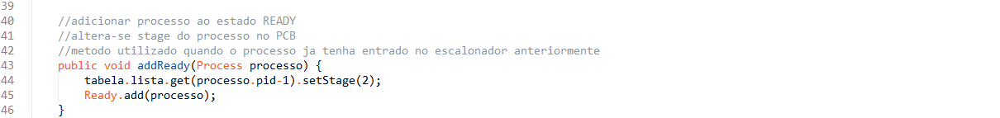 39
40 //adicionar processo ao estado READY
41 //altera-se stage do processo no PCB
42 //metodo utilizado quando o processo ja tenha entrado no escalonador anteriormente
43 public void addReady(Process processo) {
44 tabela.lista.get(processo.pid-1).setStage(2);
45 Ready.add(processo);
46 }